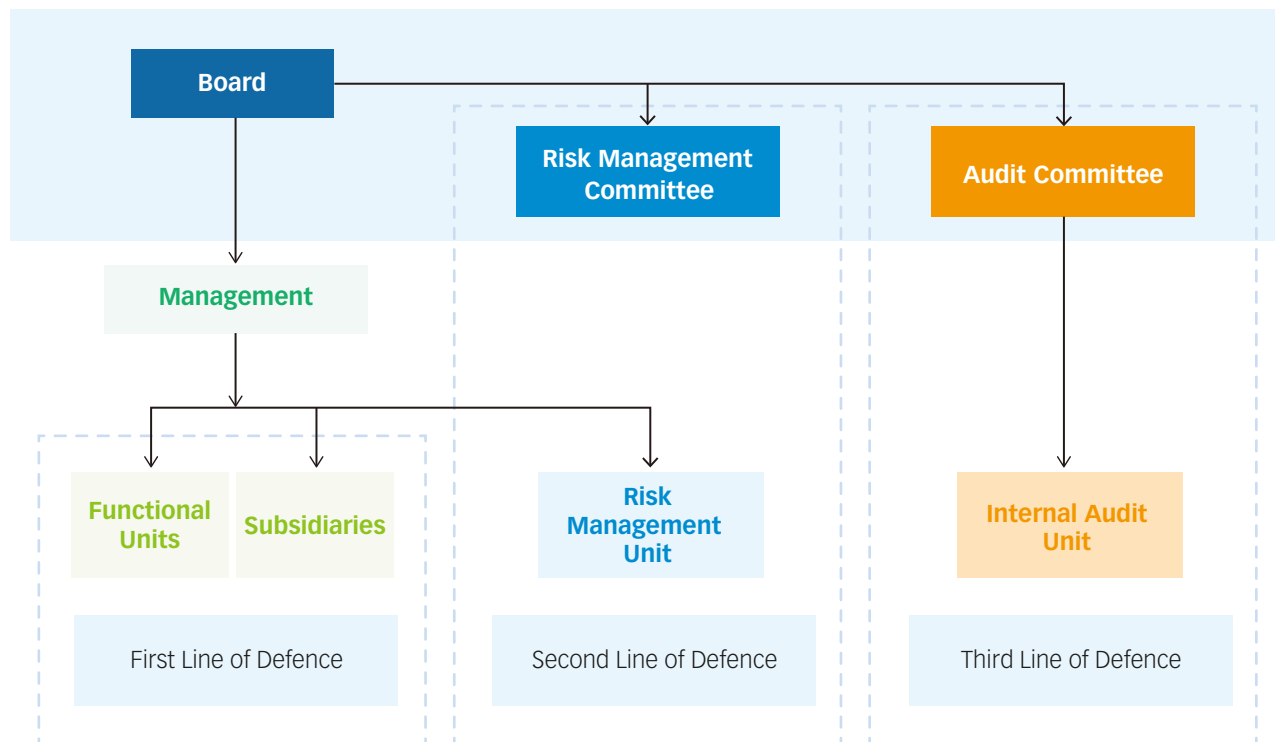 Board
Risk Management
Committee
Audit Committee
Management
Functional
Units
Subsidiaries
Risk
Management
Unit
Internal Audit
Unit
First Line of Defence
Second Line of Defence
Third Line of Defence